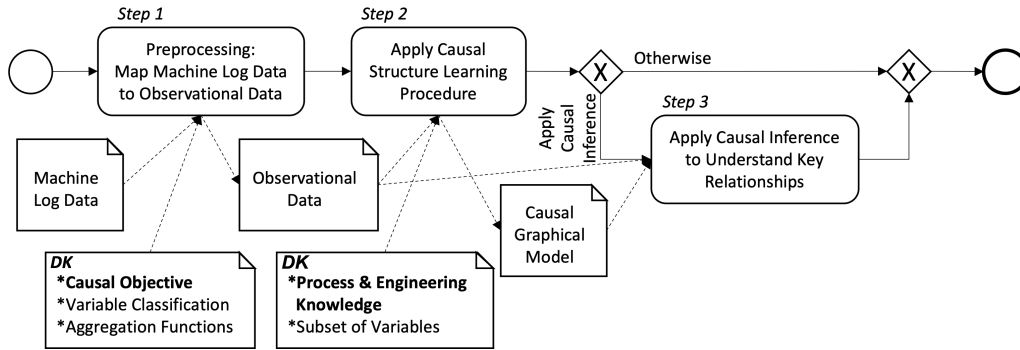 Step 1
Preprocessing:
Map Machine Log Data
to Observational Data
Step 2
Apply Causal
Structure Learning
Procedure
X
Otherwise
Apply
Causal
Inference
X
Step 3
Apply Causal Inference
to Understand Key
Relationships
Machine
Log Data
Observational
Data
Causal
Graphical
Model
DK
*Causal Objective
*Variable Classification
*Aggregation Functions
DK
*Process & Engineering
Knowledge
*Subset of Variables